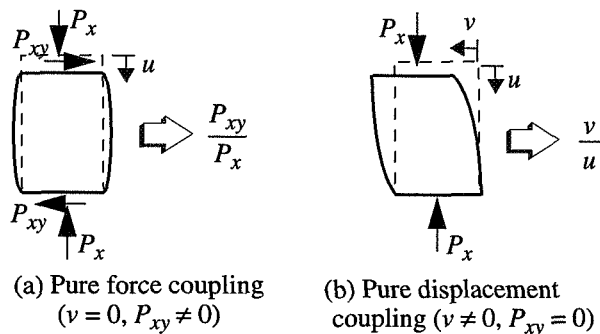 P_x
P_xy
u
P_xy / P_x
P_xy
P_x
(a) Pure force coupling
(v = 0, P_xy ≠ 0)
P_x
v
u
v / u
P_x
(b) Pure displacement
coupling (v ≠ 0, P_xy = 0)